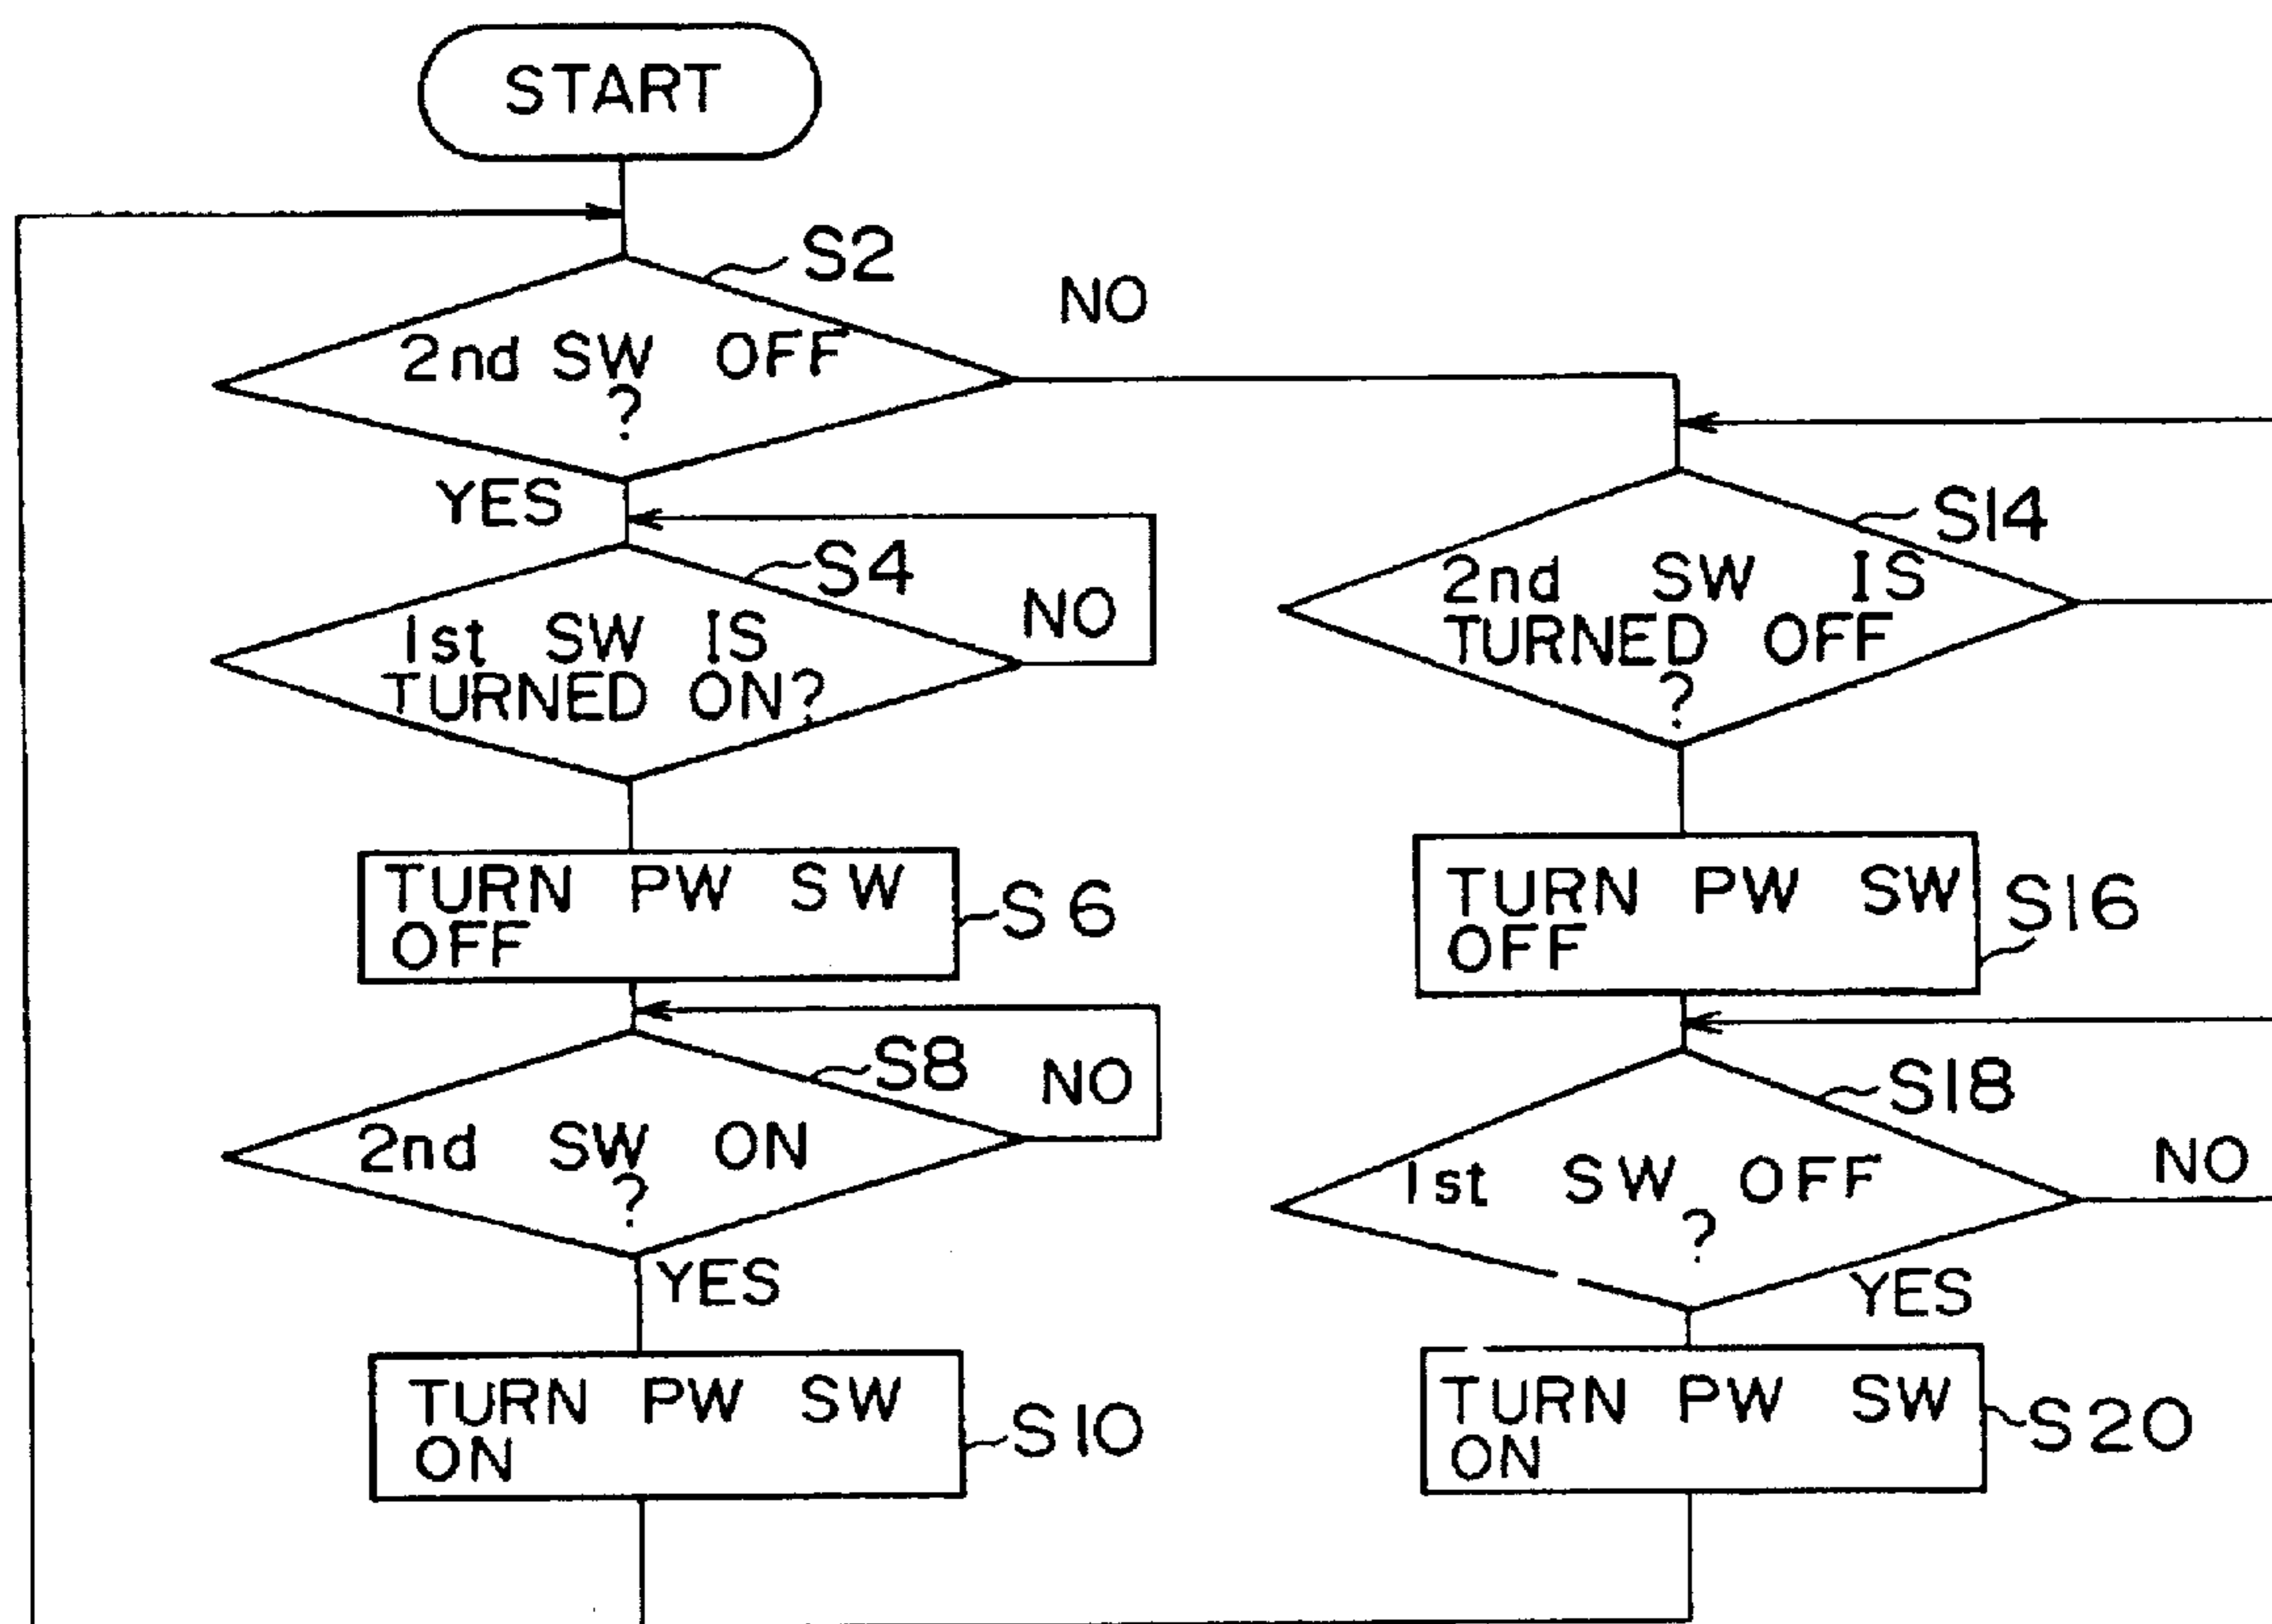 START
S2
NO
2nd SW OFF
?
YES
S4
NO
1st SW IS
TURNED ON?
TURN PW SW
OFF
S6
S8
NO
2nd SW ON
?
YES
TURN PW SW
ON
S10
S14
2nd SW IS
TURNED OFF
?
TURN PW SW
OFF
S16
S18
NO
1st SW OFF
?
YES
TURN PW SW
ON
S20